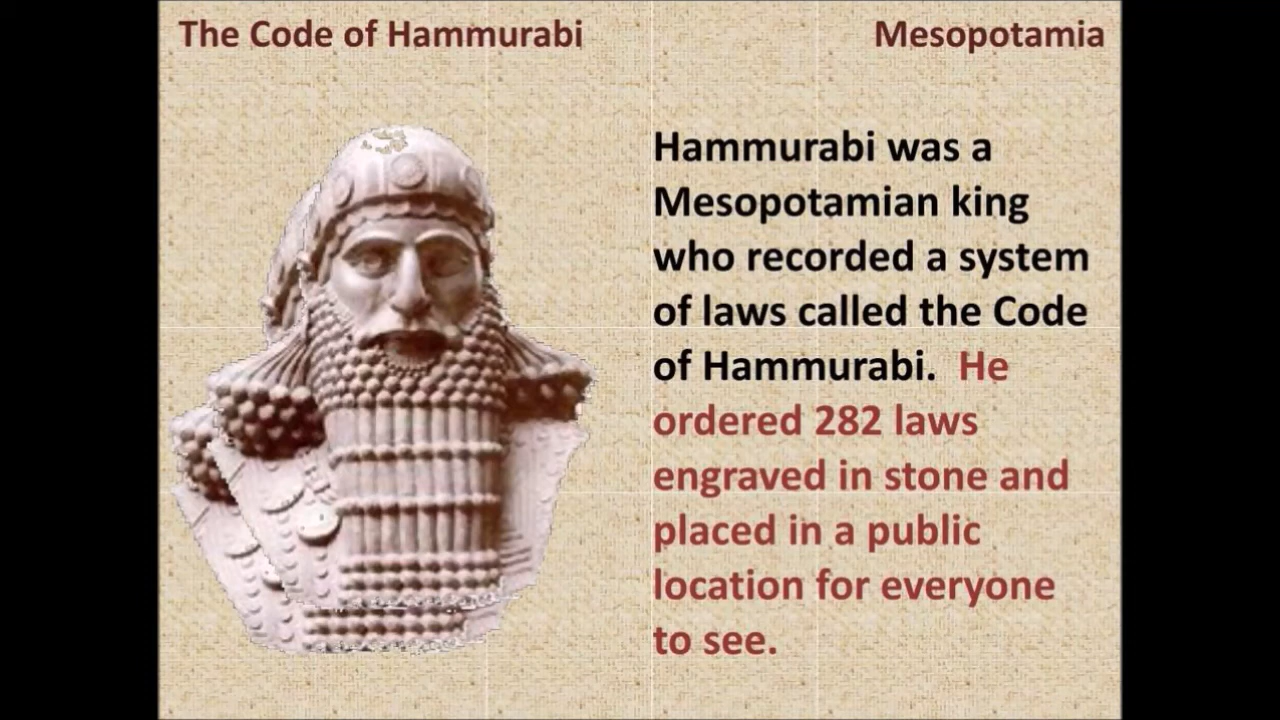 The Code of Hammurabi
Mesopotamia
Hammurabi was a
Mesopotamian king
who recorded a system
of laws called the Code
of Hammurabi.  He
ordered 282 laws
engraved in stone and
placed in a public
location for everyone
to see.